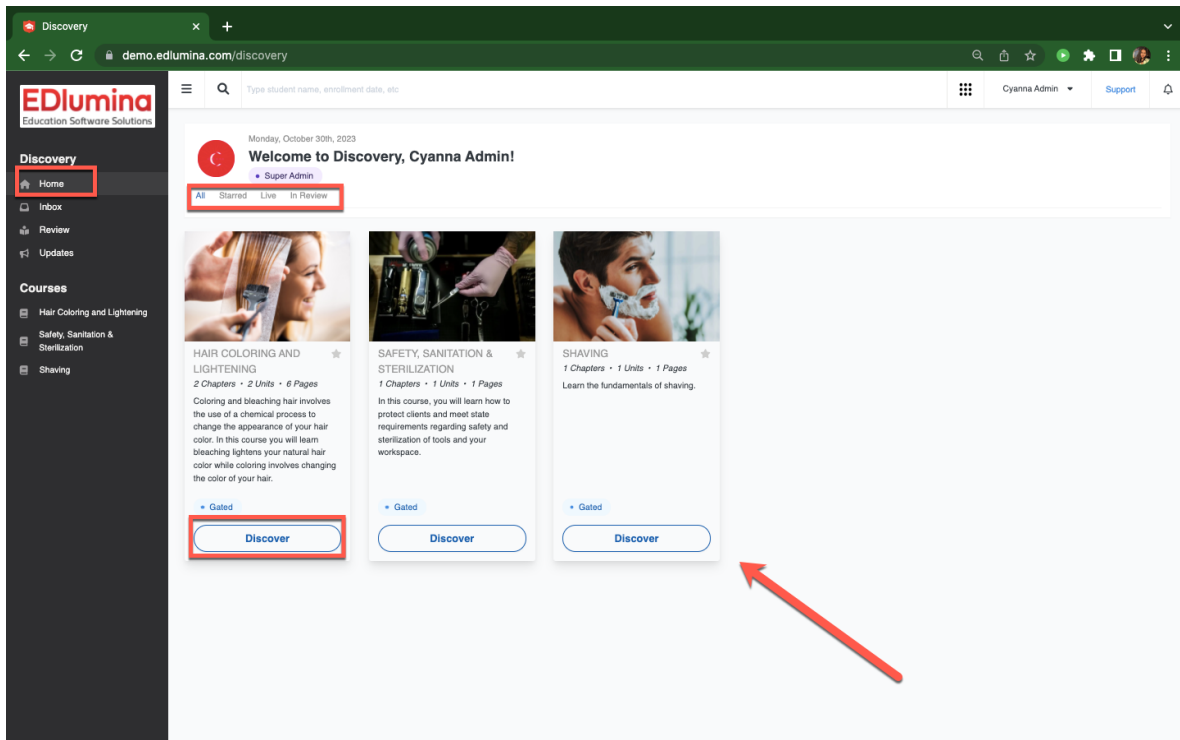 Discovery
demo.edlumina.com/discovery
EDlumina
Education Software Solutions
Type student name, enrollment date, etc
Cyanna Admin
Support
Discovery
Home
Inbox
Review
Updates
Courses
Hair Coloring and Lightening
Safety, Sanitation &
Sterilization
Shaving
C
Monday, October 30th, 2023
Welcome to Discovery, Cyanna Admin!
Super Admin
All Starred Live In Review
HAIR COLORING AND
LIGHTENING
2 Chapters • 2 Units • 6 Pages
Coloring and bleaching hair involves
the use of a chemical process to
change the appearance of your hair
color. In this course you will learn
bleaching lightens your natural hair
color while coloring involves changing
the color of your hair.
Gated
Discover
SAFETY, SANITATION &
STERILIZATION
1 Chapters • 1 Units • 1 Pages
In this course, you will learn how to
protect clients and meet state
requirements regarding safety and
sterilization of tools and your
workspace.
Gated
Discover
SHAVING
1 Chapters • 1 Units • 1 Pages
Learn the fundamentals of shaving.
Gated
Discover